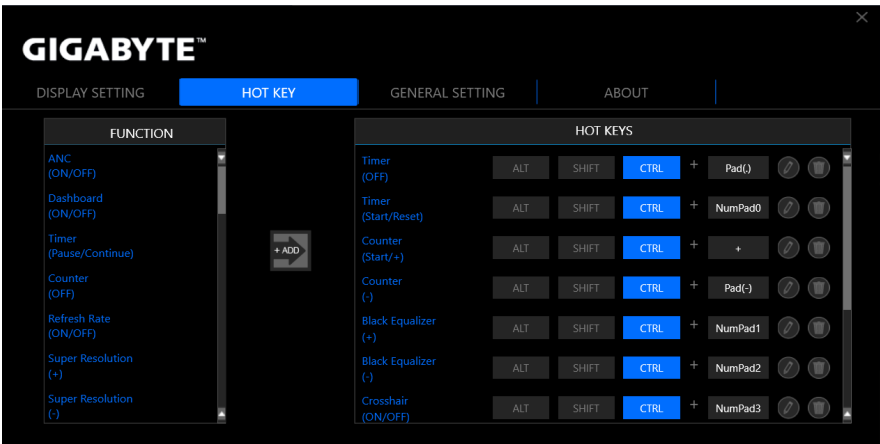 GIGABYTE™
DISPLAY SETTING HOT KEY GENERAL SETTING ABOUT
FUNCTION
ANC
(ON/OFF)
Dashboard
(ON/OFF)
Timer
(Pause/Continue)
Counter
(OFF)
Refresh Rate
(ON/OFF)
Super Resolution
(+)
Super Resolution
(-)
+ ADD
HOT KEYS
Timer
(OFF)
ALT SHIFT CTRL + Pad(.)
Timer
(Start/Reset)
ALT SHIFT CTRL + NumPad0
Counter
(Start/+)
ALT SHIFT CTRL + +
Counter
(-)
ALT SHIFT CTRL + Pad(-)
Black Equalizer
(+)
ALT SHIFT CTRL + NumPad1
Black Equalizer
(-)
ALT SHIFT CTRL + NumPad2
Crosshair
(ON/OFF)
ALT SHIFT CTRL + NumPad3